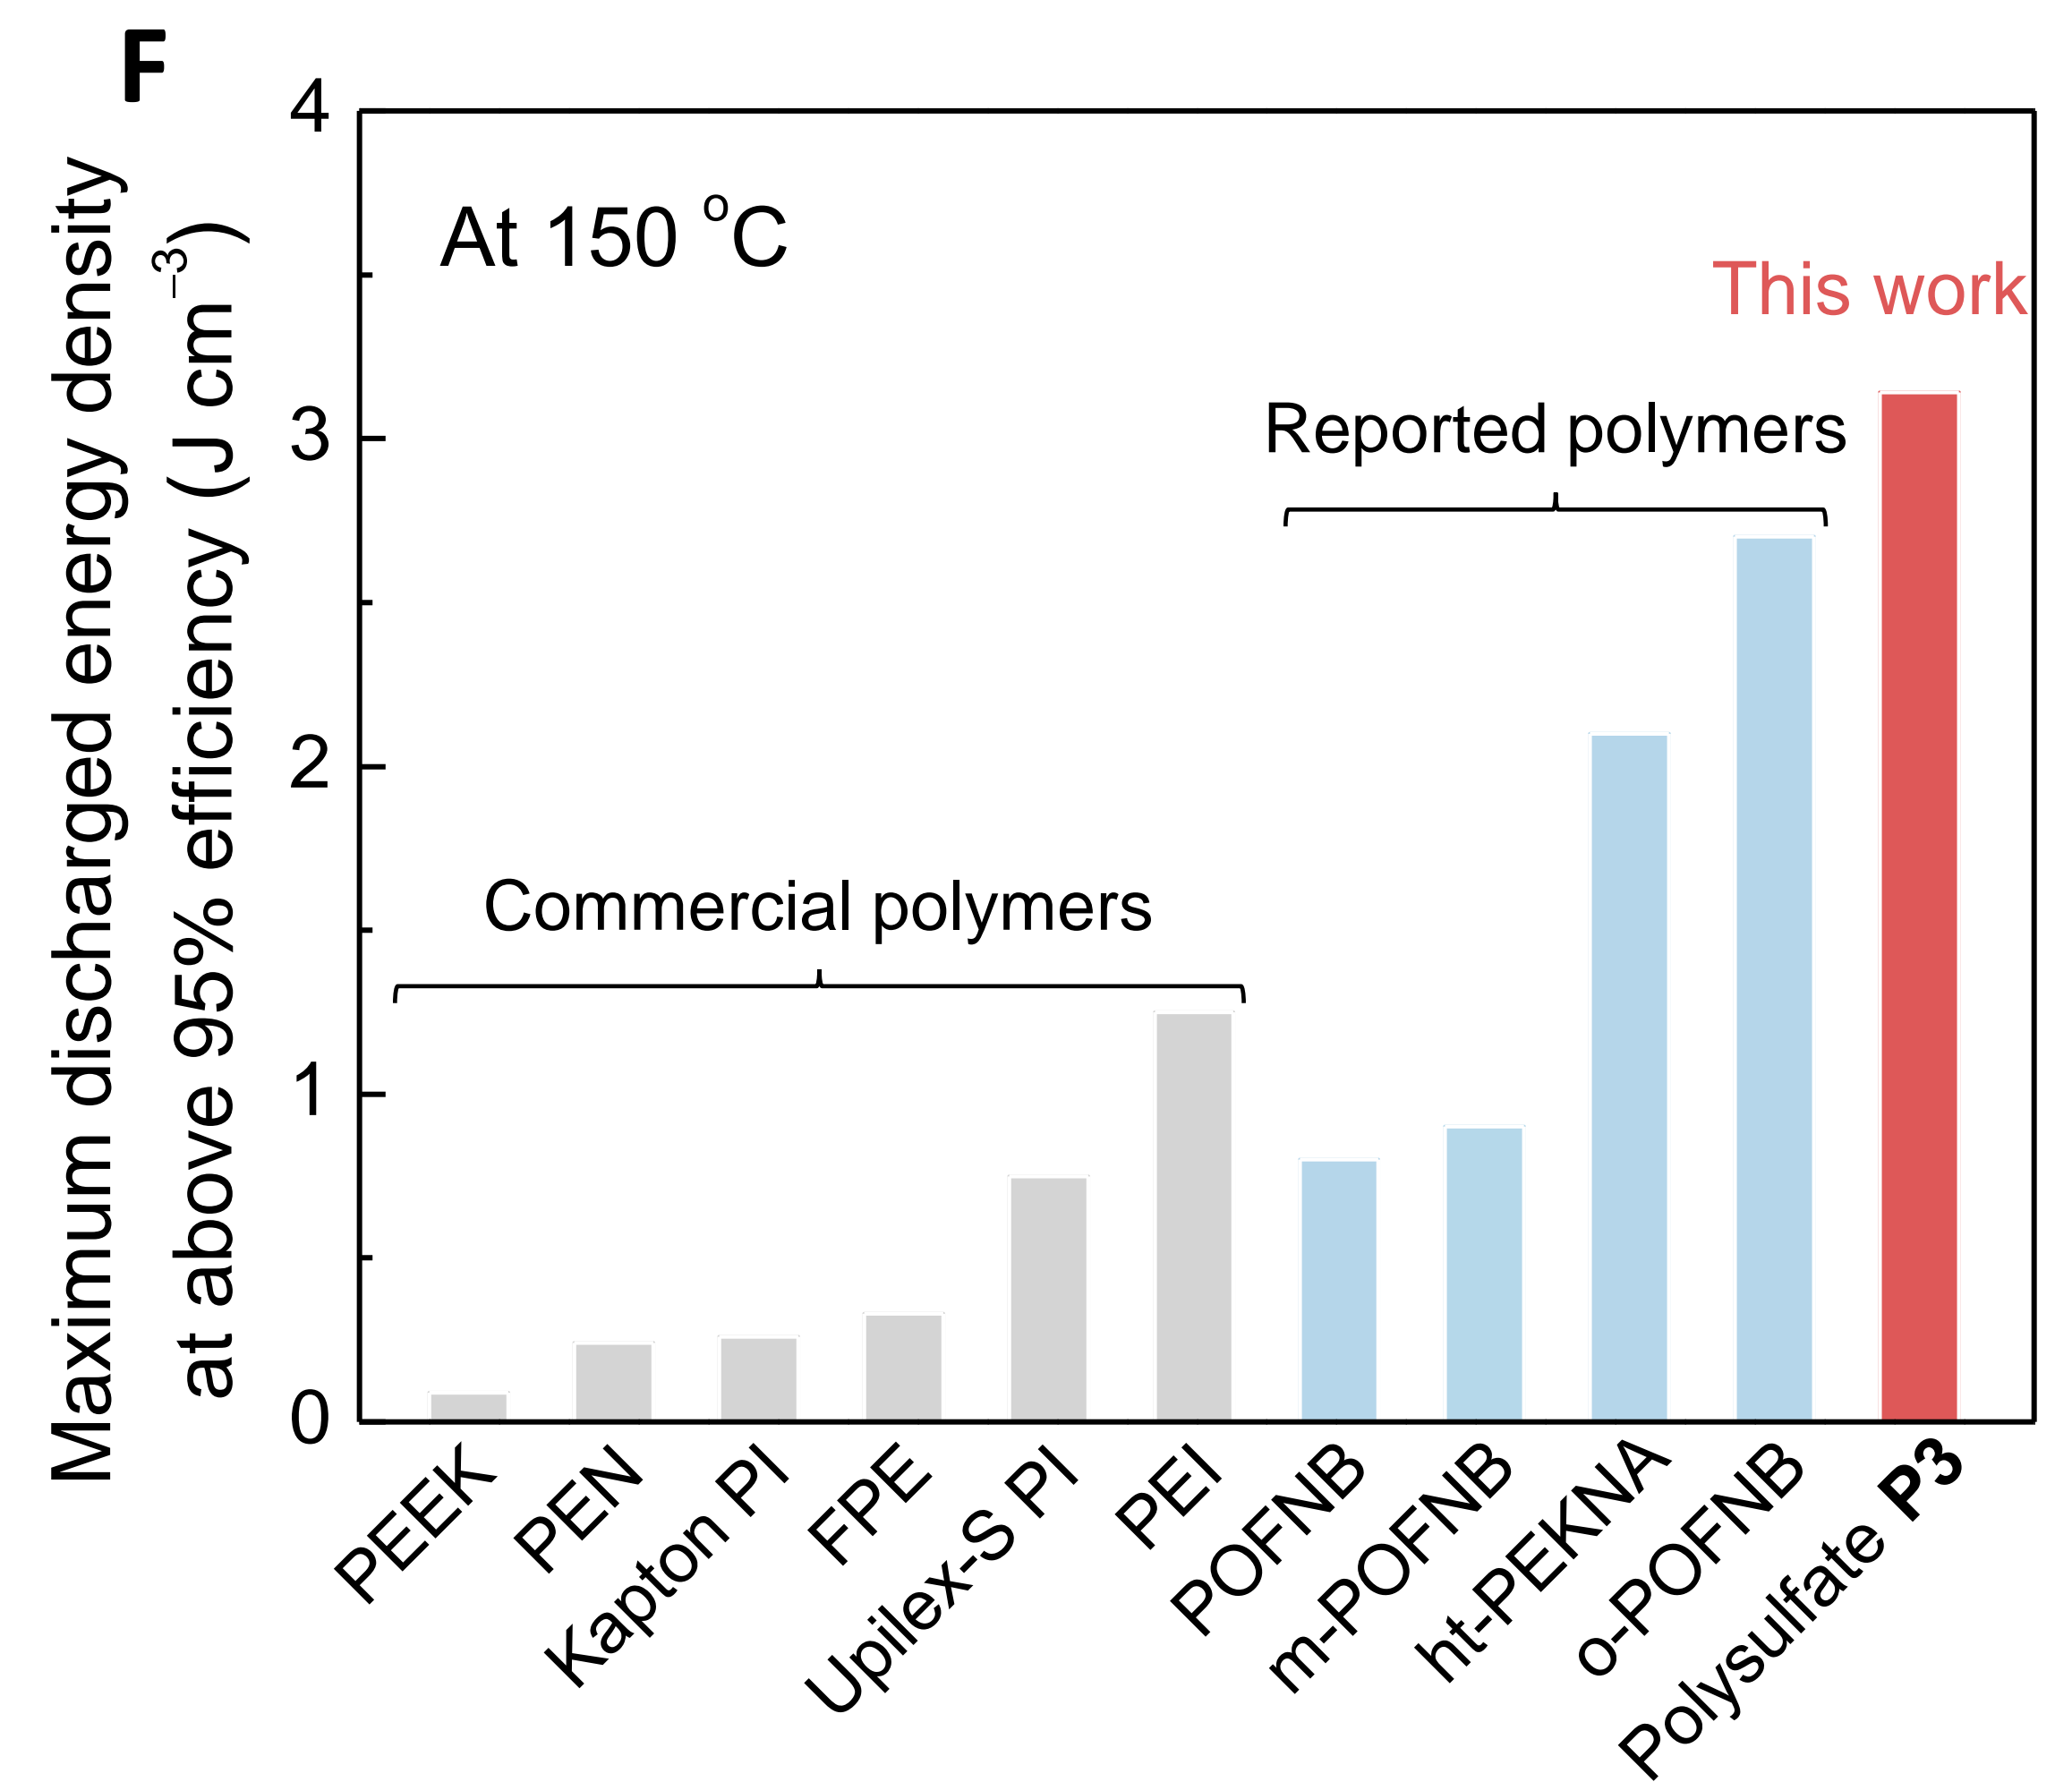 F
Maximum discharged energy density
at above 95% efficiency (J cm⁻³)
4
3
2
1
0
At 150 °C
This work
Reported polymers
Commercial polymers
PEEK
PEN
Kapton PI
FPE
Upilex-S PI
PEI
POFNB
m-POFNB
ht-PEKNA
o-POFNB
Polysulfate P3